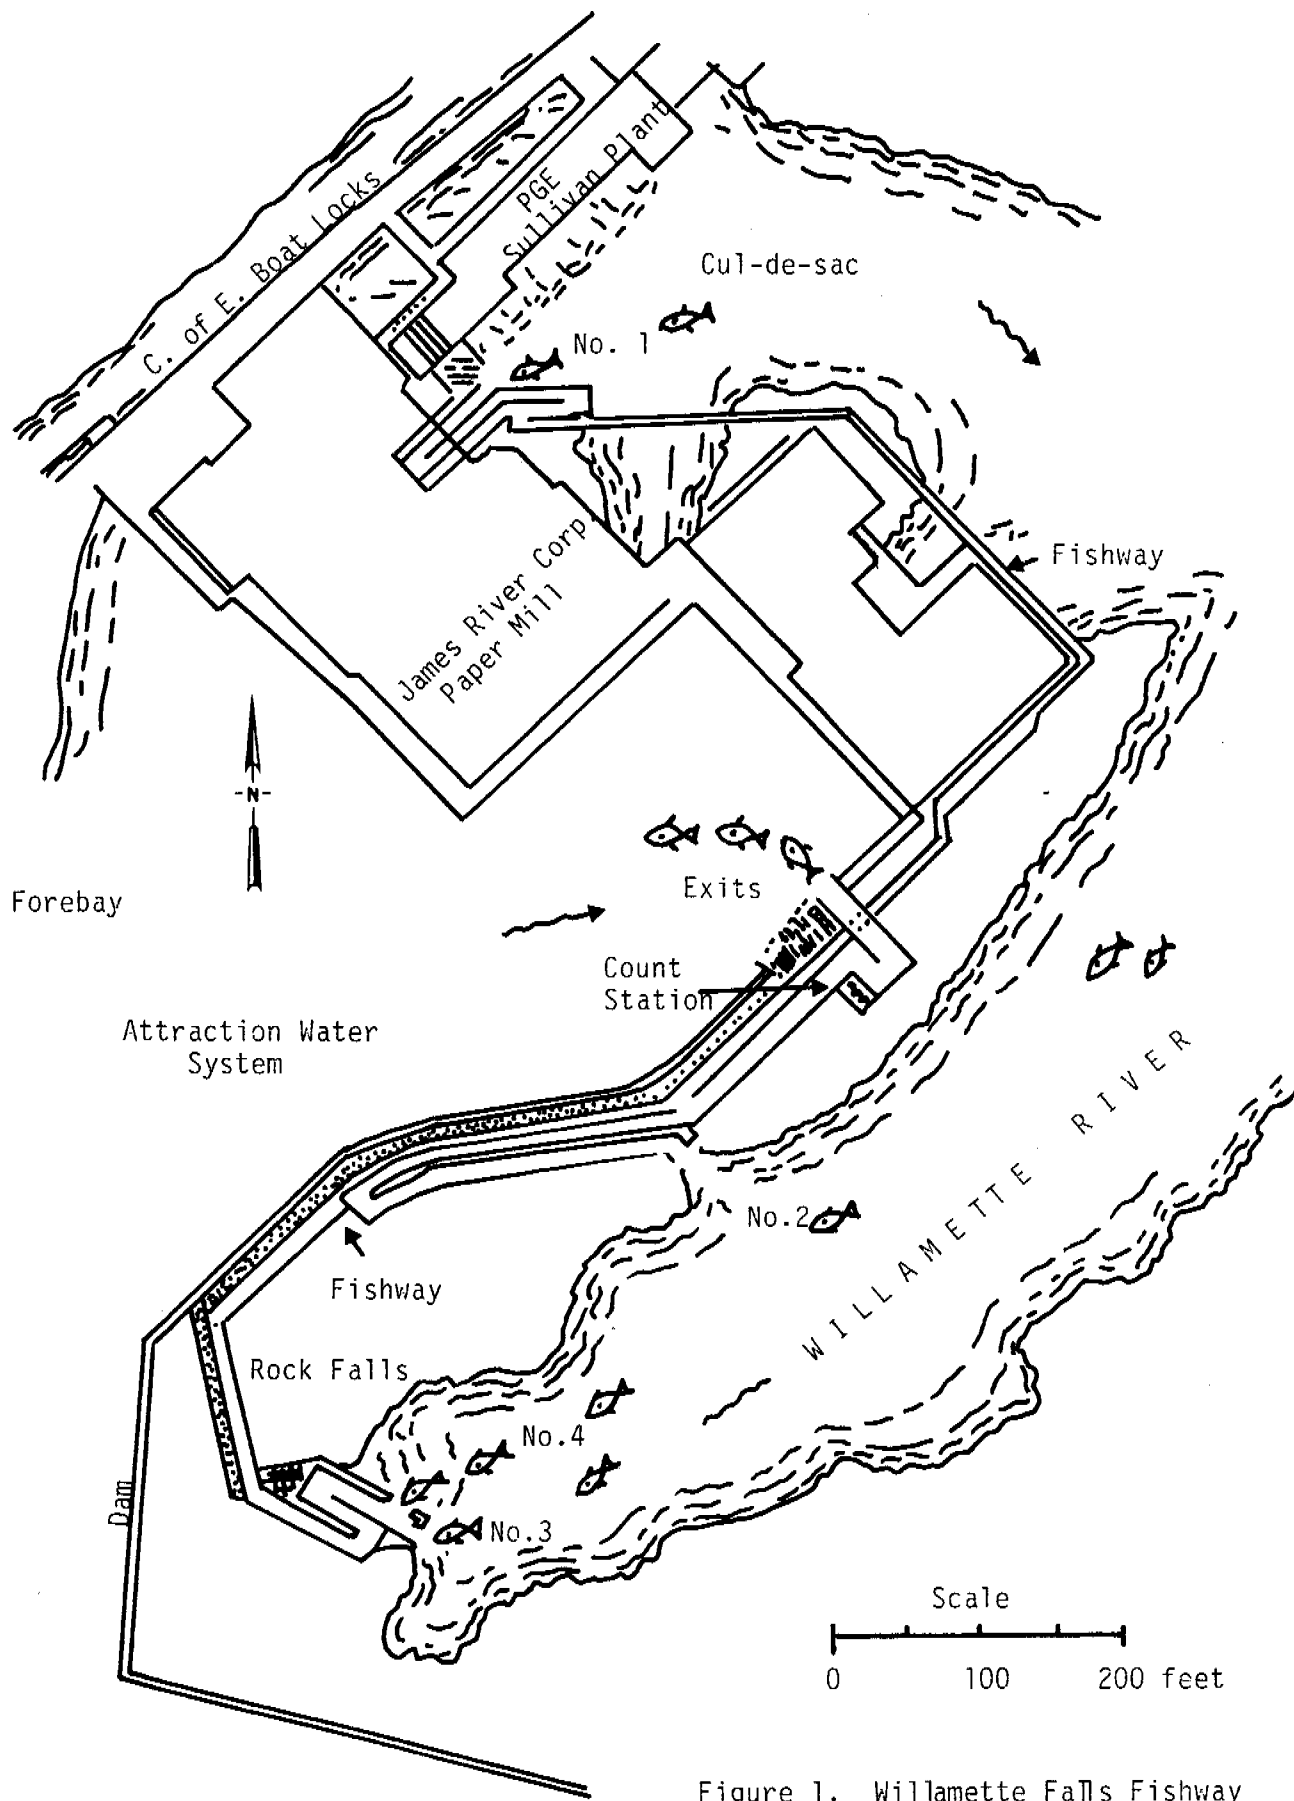 C. of E. Boat Locks
PGE
Sullivan Plant
Cul-de-sac
No. 1
Fishway
James River Corp.
Paper Mill
-N-
Exits
Forebay
Count
Station
Attraction Water
System
WILLAMETTE RIVER
No.2
Fishway
Rock Falls
No.4
Dam
No.3
Scale
0 100 200 feet
Figure 1. Willamette Falls Fishway